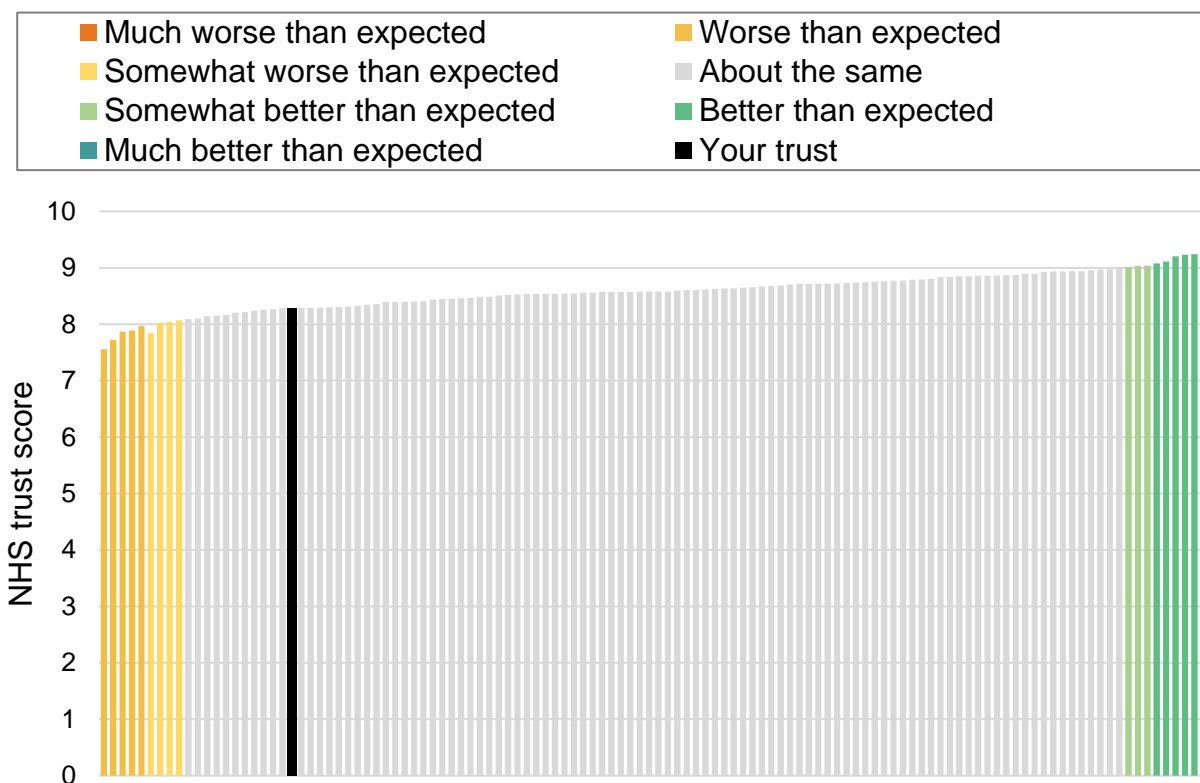 Much worse than expected
Worse than expected
Somewhat worse than expected
About the same
Somewhat better than expected
Better than expected
Much better than expected
Your trust
10
9
8
7
6
5
4
3
2
1
0
NHS trust score